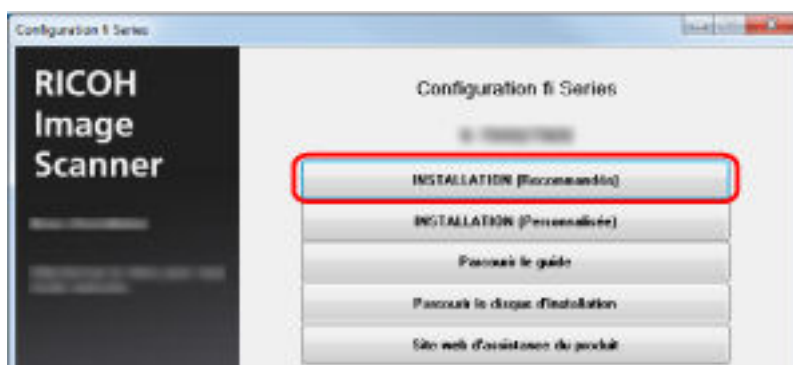 Configuration fi Series
RICOH
Image
Scanner
Configuration fi Series
INSTALLATION (Recommandée)
INSTALLATION (Personnalisée)
Parcourir le guide
Parcourir le disque d'installation
Site web d'assistance du produit